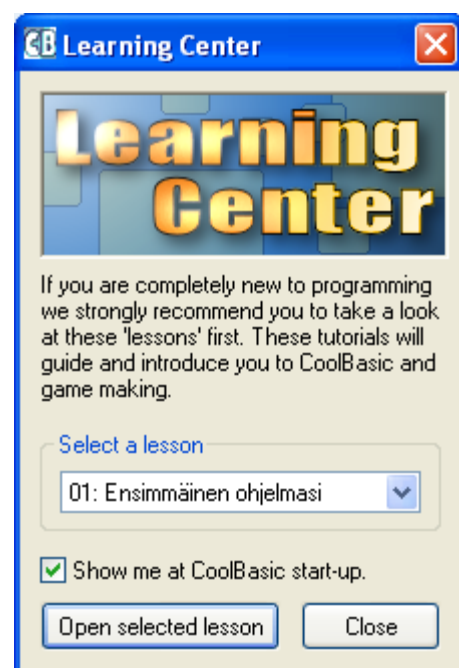 CB Learning Center
Learning
Center
If you are completely new to programming
we strongly recommend you to take a look
at these 'lessons' first. These tutorials will
guide and introduce you to CoolBasic and
game making.
Select a lesson
01: Ensimmäinen ohjelmasi
Show me at CoolBasic start-up.
Open selected lesson
Close